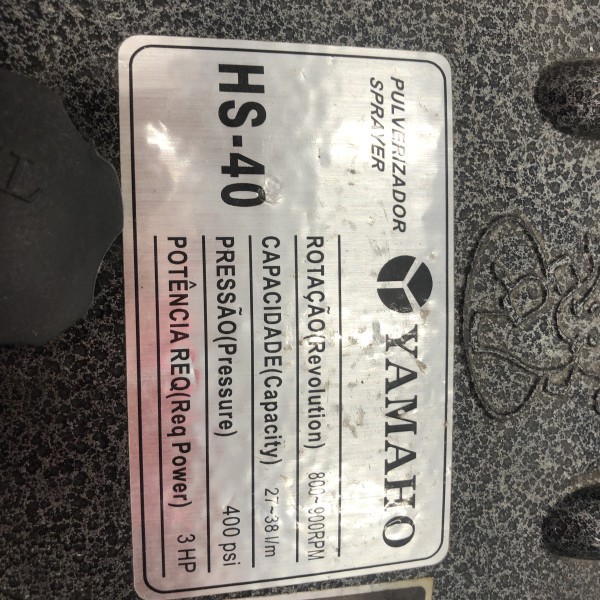 PULVERIZADOR
SPRAYER
YAMAHO
HS-40
ROTAÇÃO(Revolution) 800~900RPM
CAPACIDADE(Capacity) 27~38 l/m
PRESSÃO(Pressure) 400 psi
POTÊNCIA REQ(Req Power) 3 HP